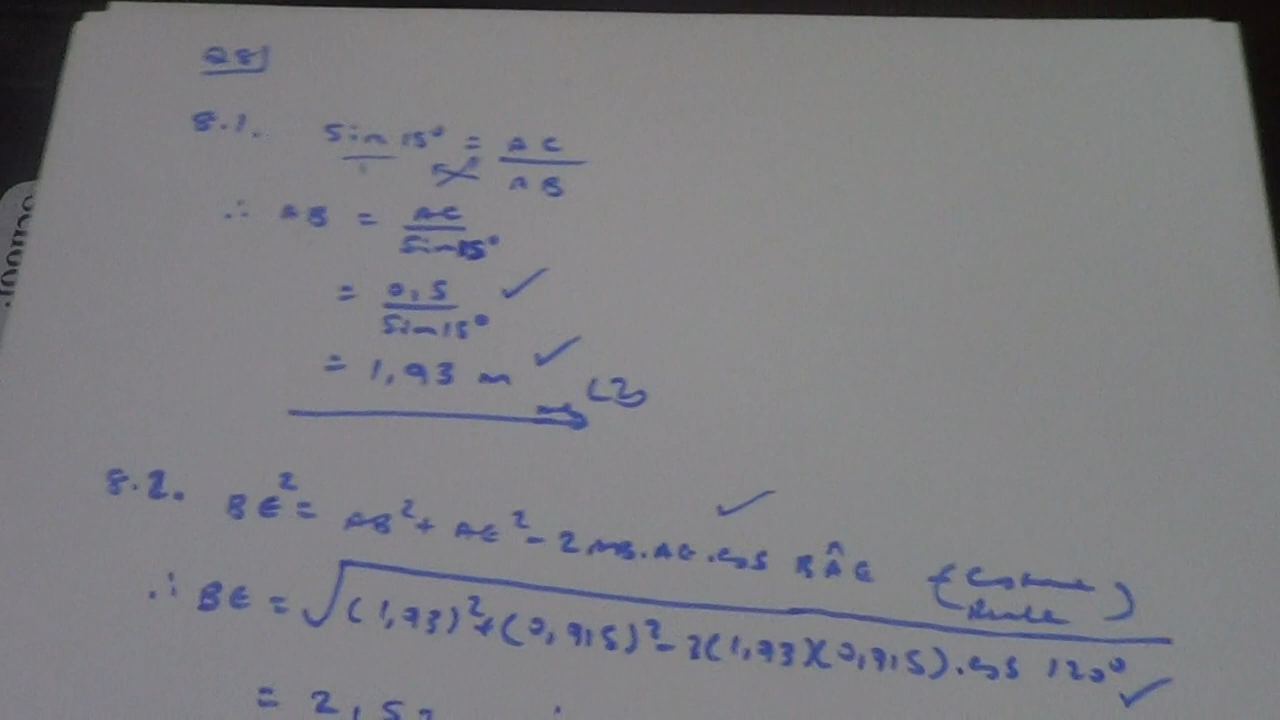 Q8
8.1. Sin 15° = AC / AB
∴ AB = AC / Sin 15°
= 0,5 / Sin 15° ✓
= 1,93 m ✓ (2)
8.2. BE² = AB² + AE² - 2AB.AE.cos BÂE (Cosine Rule) ✓
∴ BE = √(1,93)² + (0,915)² - 2(1,93)(0,915).cos 120° ✓
= 2,5